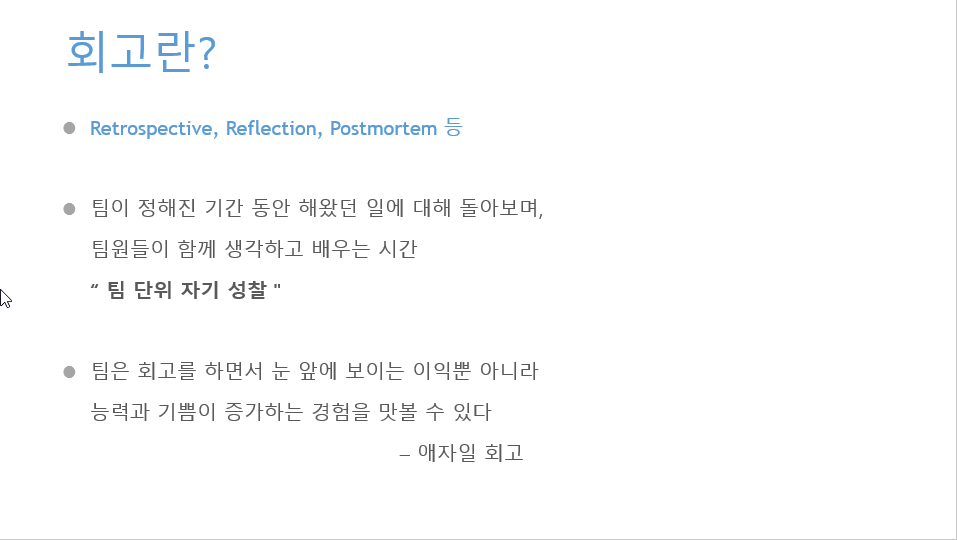 회고란?
Retrospective, Reflection, Postmortem 등
팀이 정해진 기간 동안 해왔던 일에 대해 돌아보며,
팀원들이 함께 생각하고 배우는 시간
“ 팀 단위 자기 성찰 "
팀은 회고를 하면서 눈 앞에 보이는 이익뿐 아니라
능력과 기쁨이 증가하는 경험을 맛볼 수 있다
– 애자일 회고